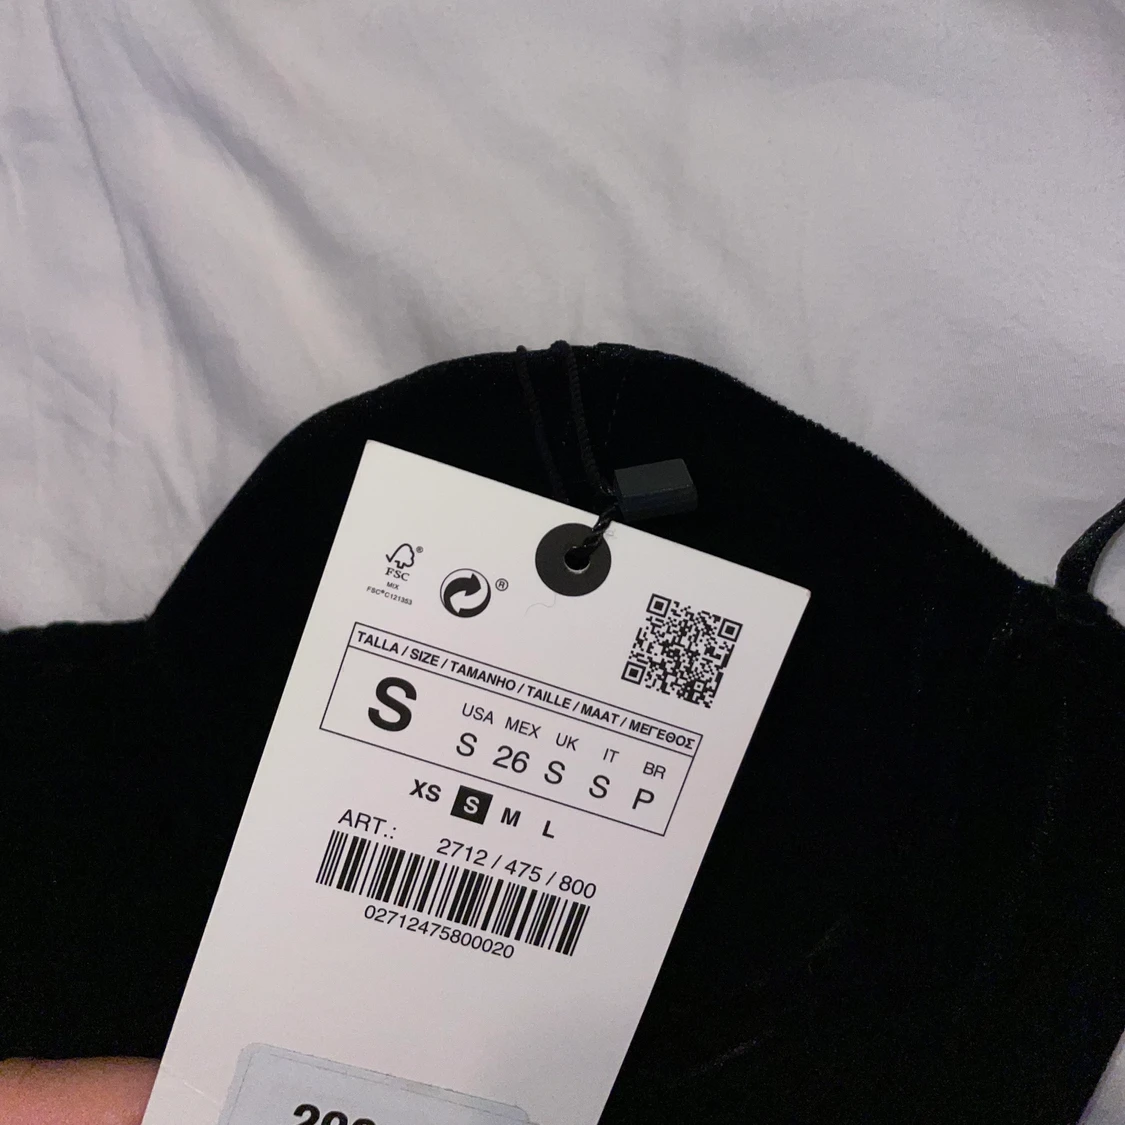 FSC®
MIX
FSC®C121383
®
TALLA / SIZE / TAMANHO / TAILLE / MAAT / ΜΕΓΕΘΟΣ
S
USA MEX UK IT BR
S 26 S S P
XS S M L
ART.: 2712 / 475 / 800
02712475800020